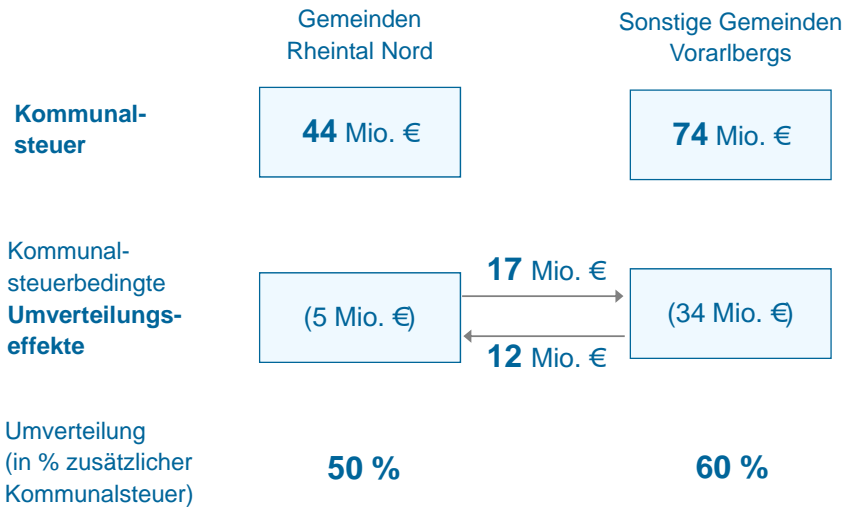 Gemeinden
Rheintal Nord
Sonstige Gemeinden
Vorarlbergs
Kommunal-
steuer
44 Mio. €
74 Mio. €
Kommunal-
steuerbedingte
Umverteilungs-
effekte
(5 Mio. €)
17 Mio. €
12 Mio. €
(34 Mio. €)
Umverteilung
(in % zusätzlicher
Kommunalsteuer)
50 %
60 %